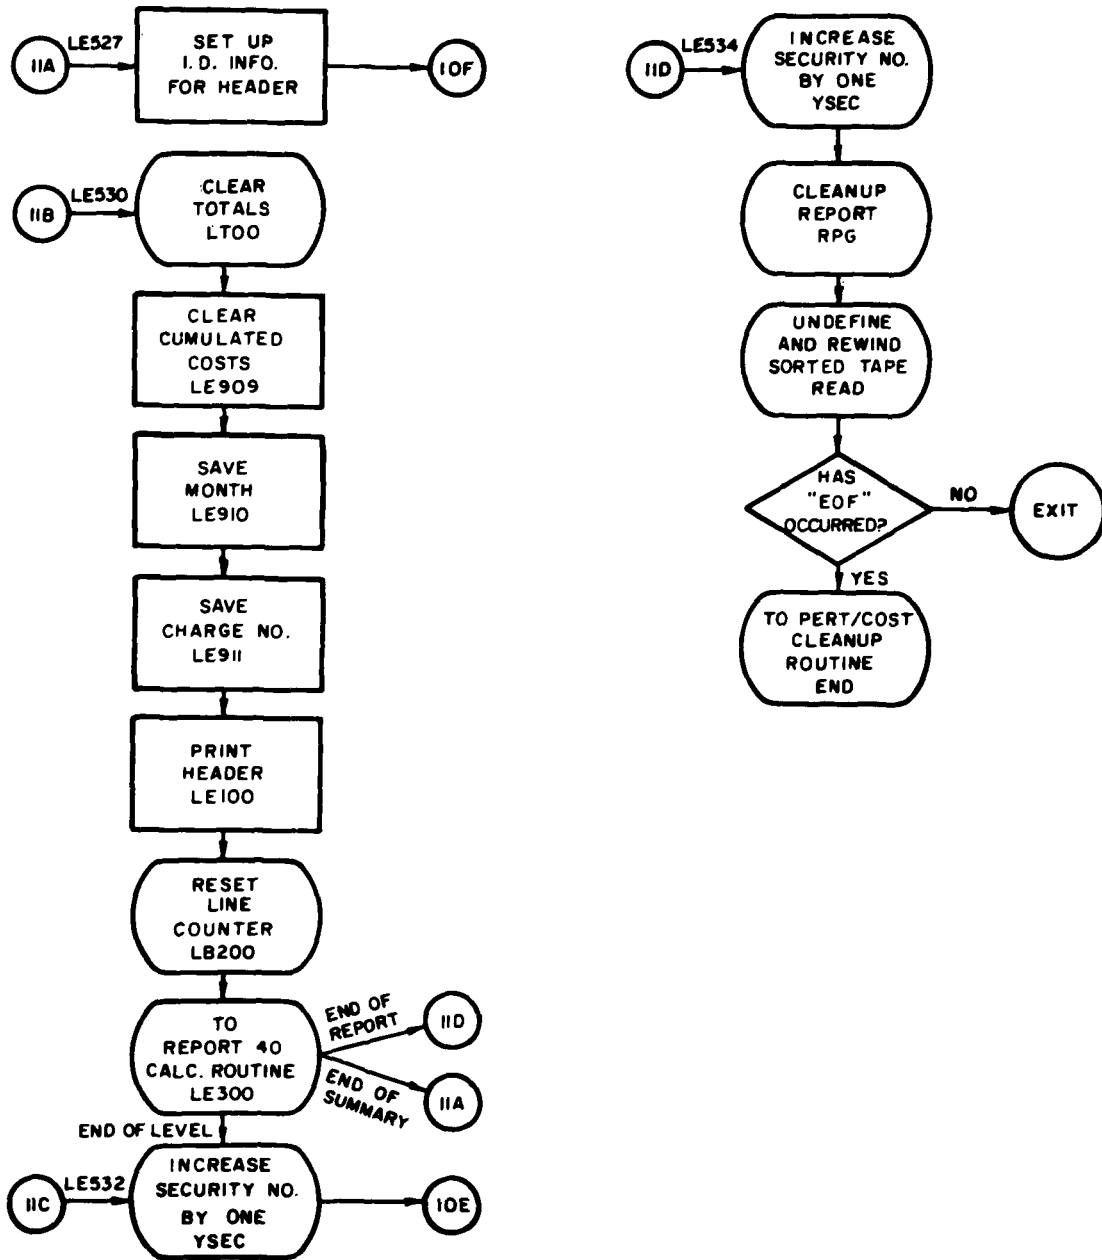 11A
LE527
SET UP
I.D. INFO.
FOR HEADER
10F
11B
LE530
CLEAR
TOTALS
LT00
CLEAR
CUMULATED
COSTS
LE909
SAVE
MONTH
LE910
SAVE
CHARGE NO.
LE911
PRINT
HEADER
LE100
RESET
LINE
COUNTER
LB200
TO
REPORT 40
CALC. ROUTINE
LE300
END OF
REPORT
11D
END OF
SUMMARY
11A
END OF LEVEL
11C
LE532
INCREASE
SECURITY NO.
BY ONE
YSEC
10E
11D
LE534
INCREASE
SECURITY NO.
BY ONE
YSEC
CLEANUP
REPORT
RPG
UNDEFINE
AND REWIND
SORTED TAPE
READ
HAS
"EOF"
OCCURRED?
NO
EXIT
YES
TO PERT/COST
CLEANUP
ROUTINE
END